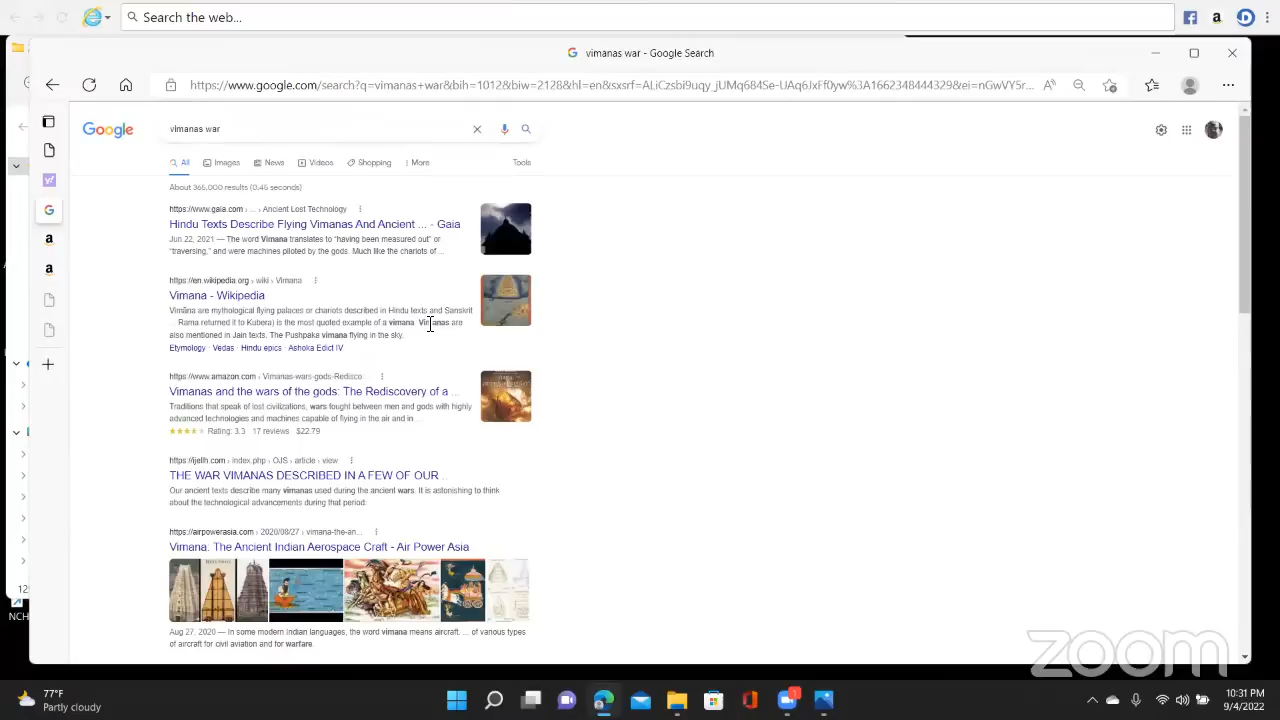 Search the web...
vimanas war - Google Search
https://www.google.com/search?q=vimanas+war&bih=1012&biw=2128&hl=en&sxsrf=ALiCzsbi9uqy_jUMq684Se-UAq6JxFf0yw%3A1662348444329&ei=nGwVY5r...
Google
vimanas war
All Images News Videos Shopping More Tools
About 365,000 results (0.45 seconds)
https://www.gaia.com › ... › Ancient Lost Technology
Hindu Texts Describe Flying Vimanas And Ancient ... - Gaia
Jun 22, 2021 — The word Vimana translates to "having been measured out" or
"traversing," and were machines piloted by the gods. Much like the chariots of ...
https://en.wikipedia.org › wiki › Vimana
Vimana - Wikipedia
Vimāna are mythological flying palaces or chariots described in Hindu texts and Sanskrit
Rama returned it to Kubera) is the most quoted example of a vimana Vimanas are
also mentioned in Jain texts. The Pushpaka vimana flying in the sky.
Etymology · Vedas · Hindu epics · Ashoka Edict IV
https://www.amazon.com › Vimanas-wars-gods-Redisco
Vimanas and the wars of the gods: The Rediscovery of a ...
Traditions that speak of lost civilizations, wars fought between men and gods with highly
advanced technologies and machines capable of flying in the air and in ...
Rating: 3.3 17 reviews $22.79
https://ijellh.com › index.php › OJS › article › view
THE WAR VIMANAS DESCRIBED IN A FEW OF OUR ...
Our ancient texts describe many vimanas used during the ancient wars. It is astonishing to think
about the technological advancements during that period.
https://airpowerasia.com › 2020/08/27 › vimana-the-an...
Vimana: The Ancient Indian Aerospace Craft - Air Power Asia
Aug 27, 2020 — In some modern Indian languages, the word vimana means aircraft. ... of various types
of aircraft for civil aviation and for warfare.
12
NCH
zoom
77°F
Partly cloudy
1
10:31 PM
9/4/2022